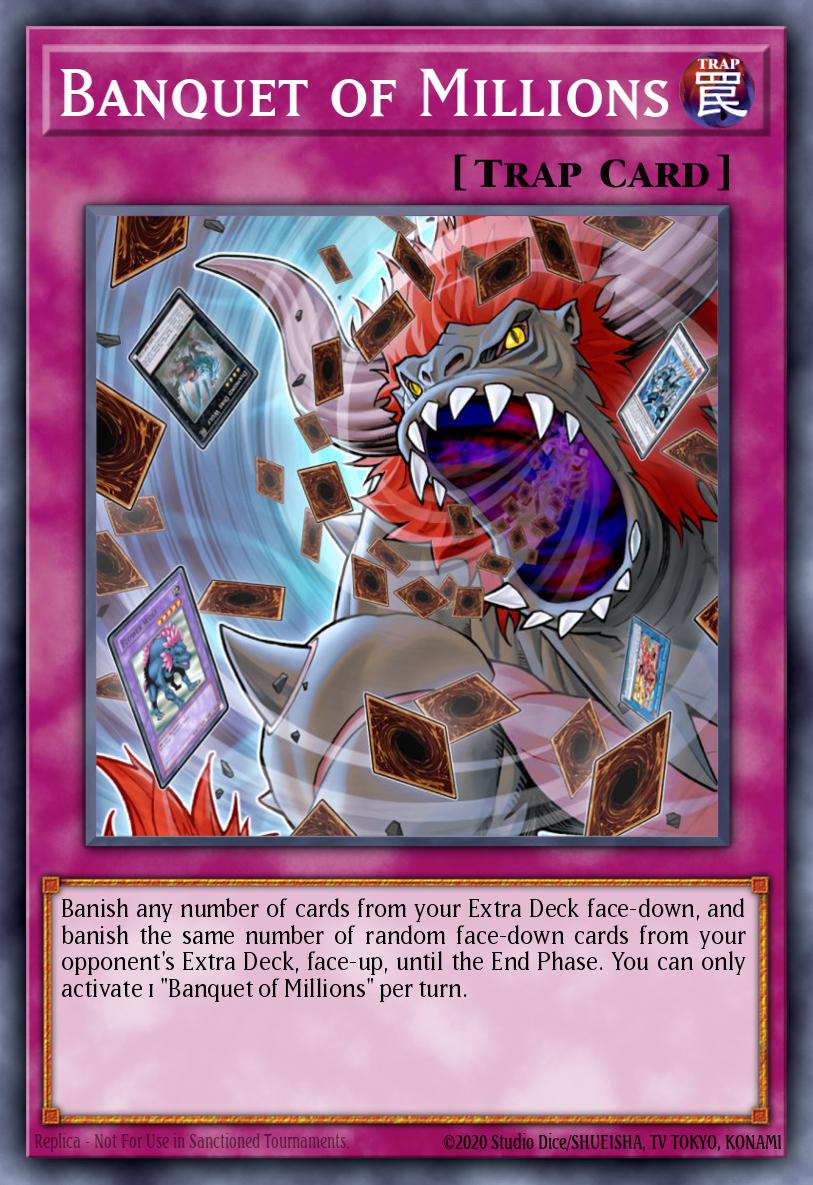 Banquet of Millions
TRAP
罠
[Trap Card]
Flower Wolf
Banish any number of cards from your Extra Deck face-down, and
banish the same number of random face-down cards from your
opponent's Extra Deck, face-up, until the End Phase. You can only
activate 1 "Banquet of Millions" per turn.
Replica - Not For Use in Sanctioned Tournaments.
©2020 Studio Dice/SHUEISHA, TV TOKYO, KONAMI